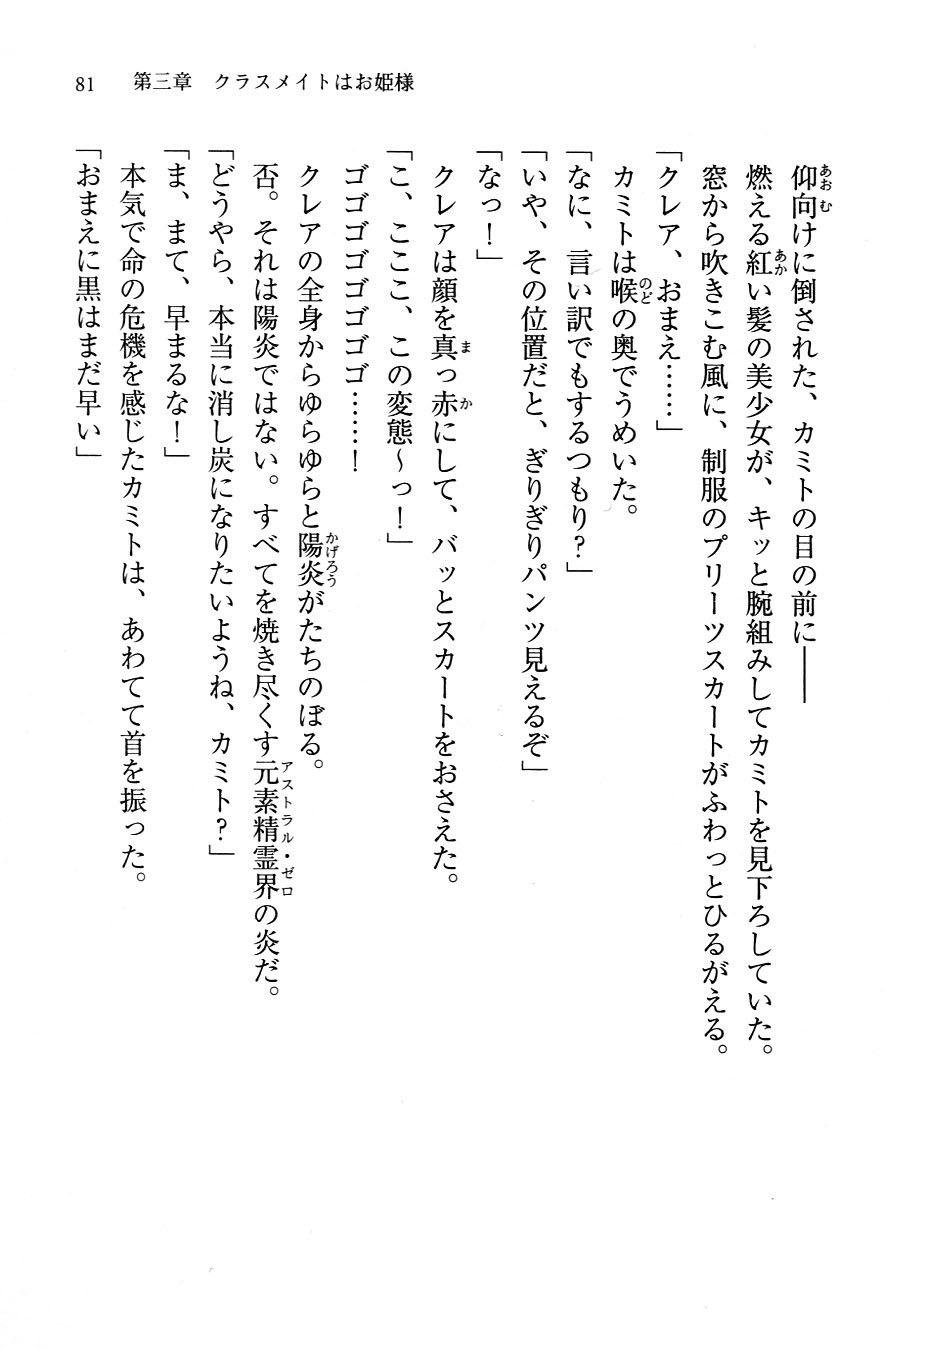 81　第三章　クラスメイトはお姫様
仰向けに倒された、カミトの目の前に――
燃える紅い髪の美少女が、キッと腕組みしてカミトを見下ろしていた。
窓から吹きこむ風に、制服のプリーツスカートがふわっとひるがえる。
「クレア、おまえ……」
カミトは喉の奥でうめいた。
「なに、言い訳でもするつもり？」
「いや、その位置だと、ぎりぎりパンツ見えるぞ」
「なっ！」
クレアは顔を真っ赤にして、バッとスカートをおさえた。
「こ、ここ、この変態～っ！」
ゴゴゴゴゴゴゴゴ……！
クレアの全身からゆらゆらと陽炎がたちのぼる。
否。それは陽炎ではない。すべてを焼き尽くす元素精霊界の炎だ。
「どうやら、本当に消し炭になりたいようね、カミト？」
「ま、まて、早まるな！」
本気で命の危機を感じたカミトは、あわてて首を振った。
「おまえに黒はまだ早い」